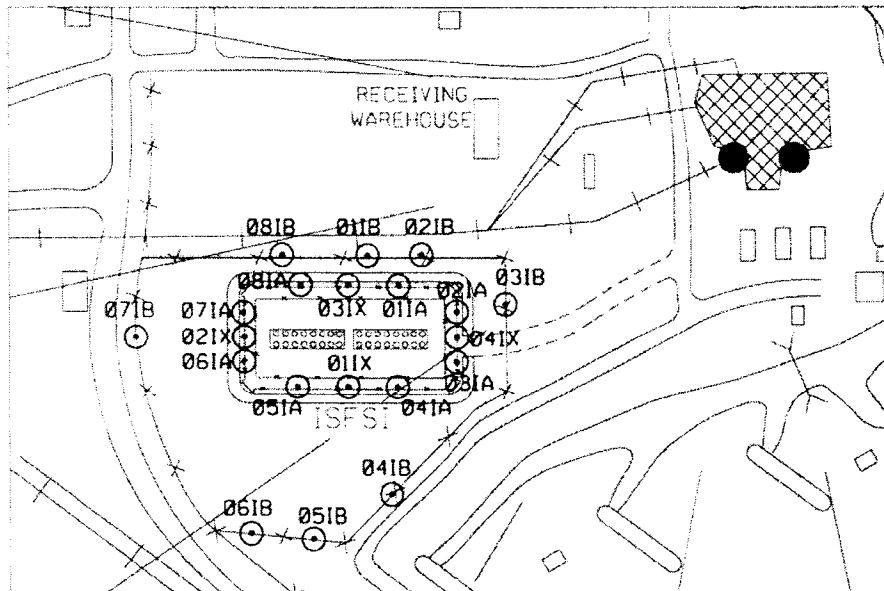 RECEIVING
WAREHOUSE
08IB 01IB 02IB
03IB
08IA 02IA
07IB 07IA 03IX 01IA
02IX 04IX
06IA 01IX
03IA
05IA 04IA
ISFSI
04IB
06IB 05IB